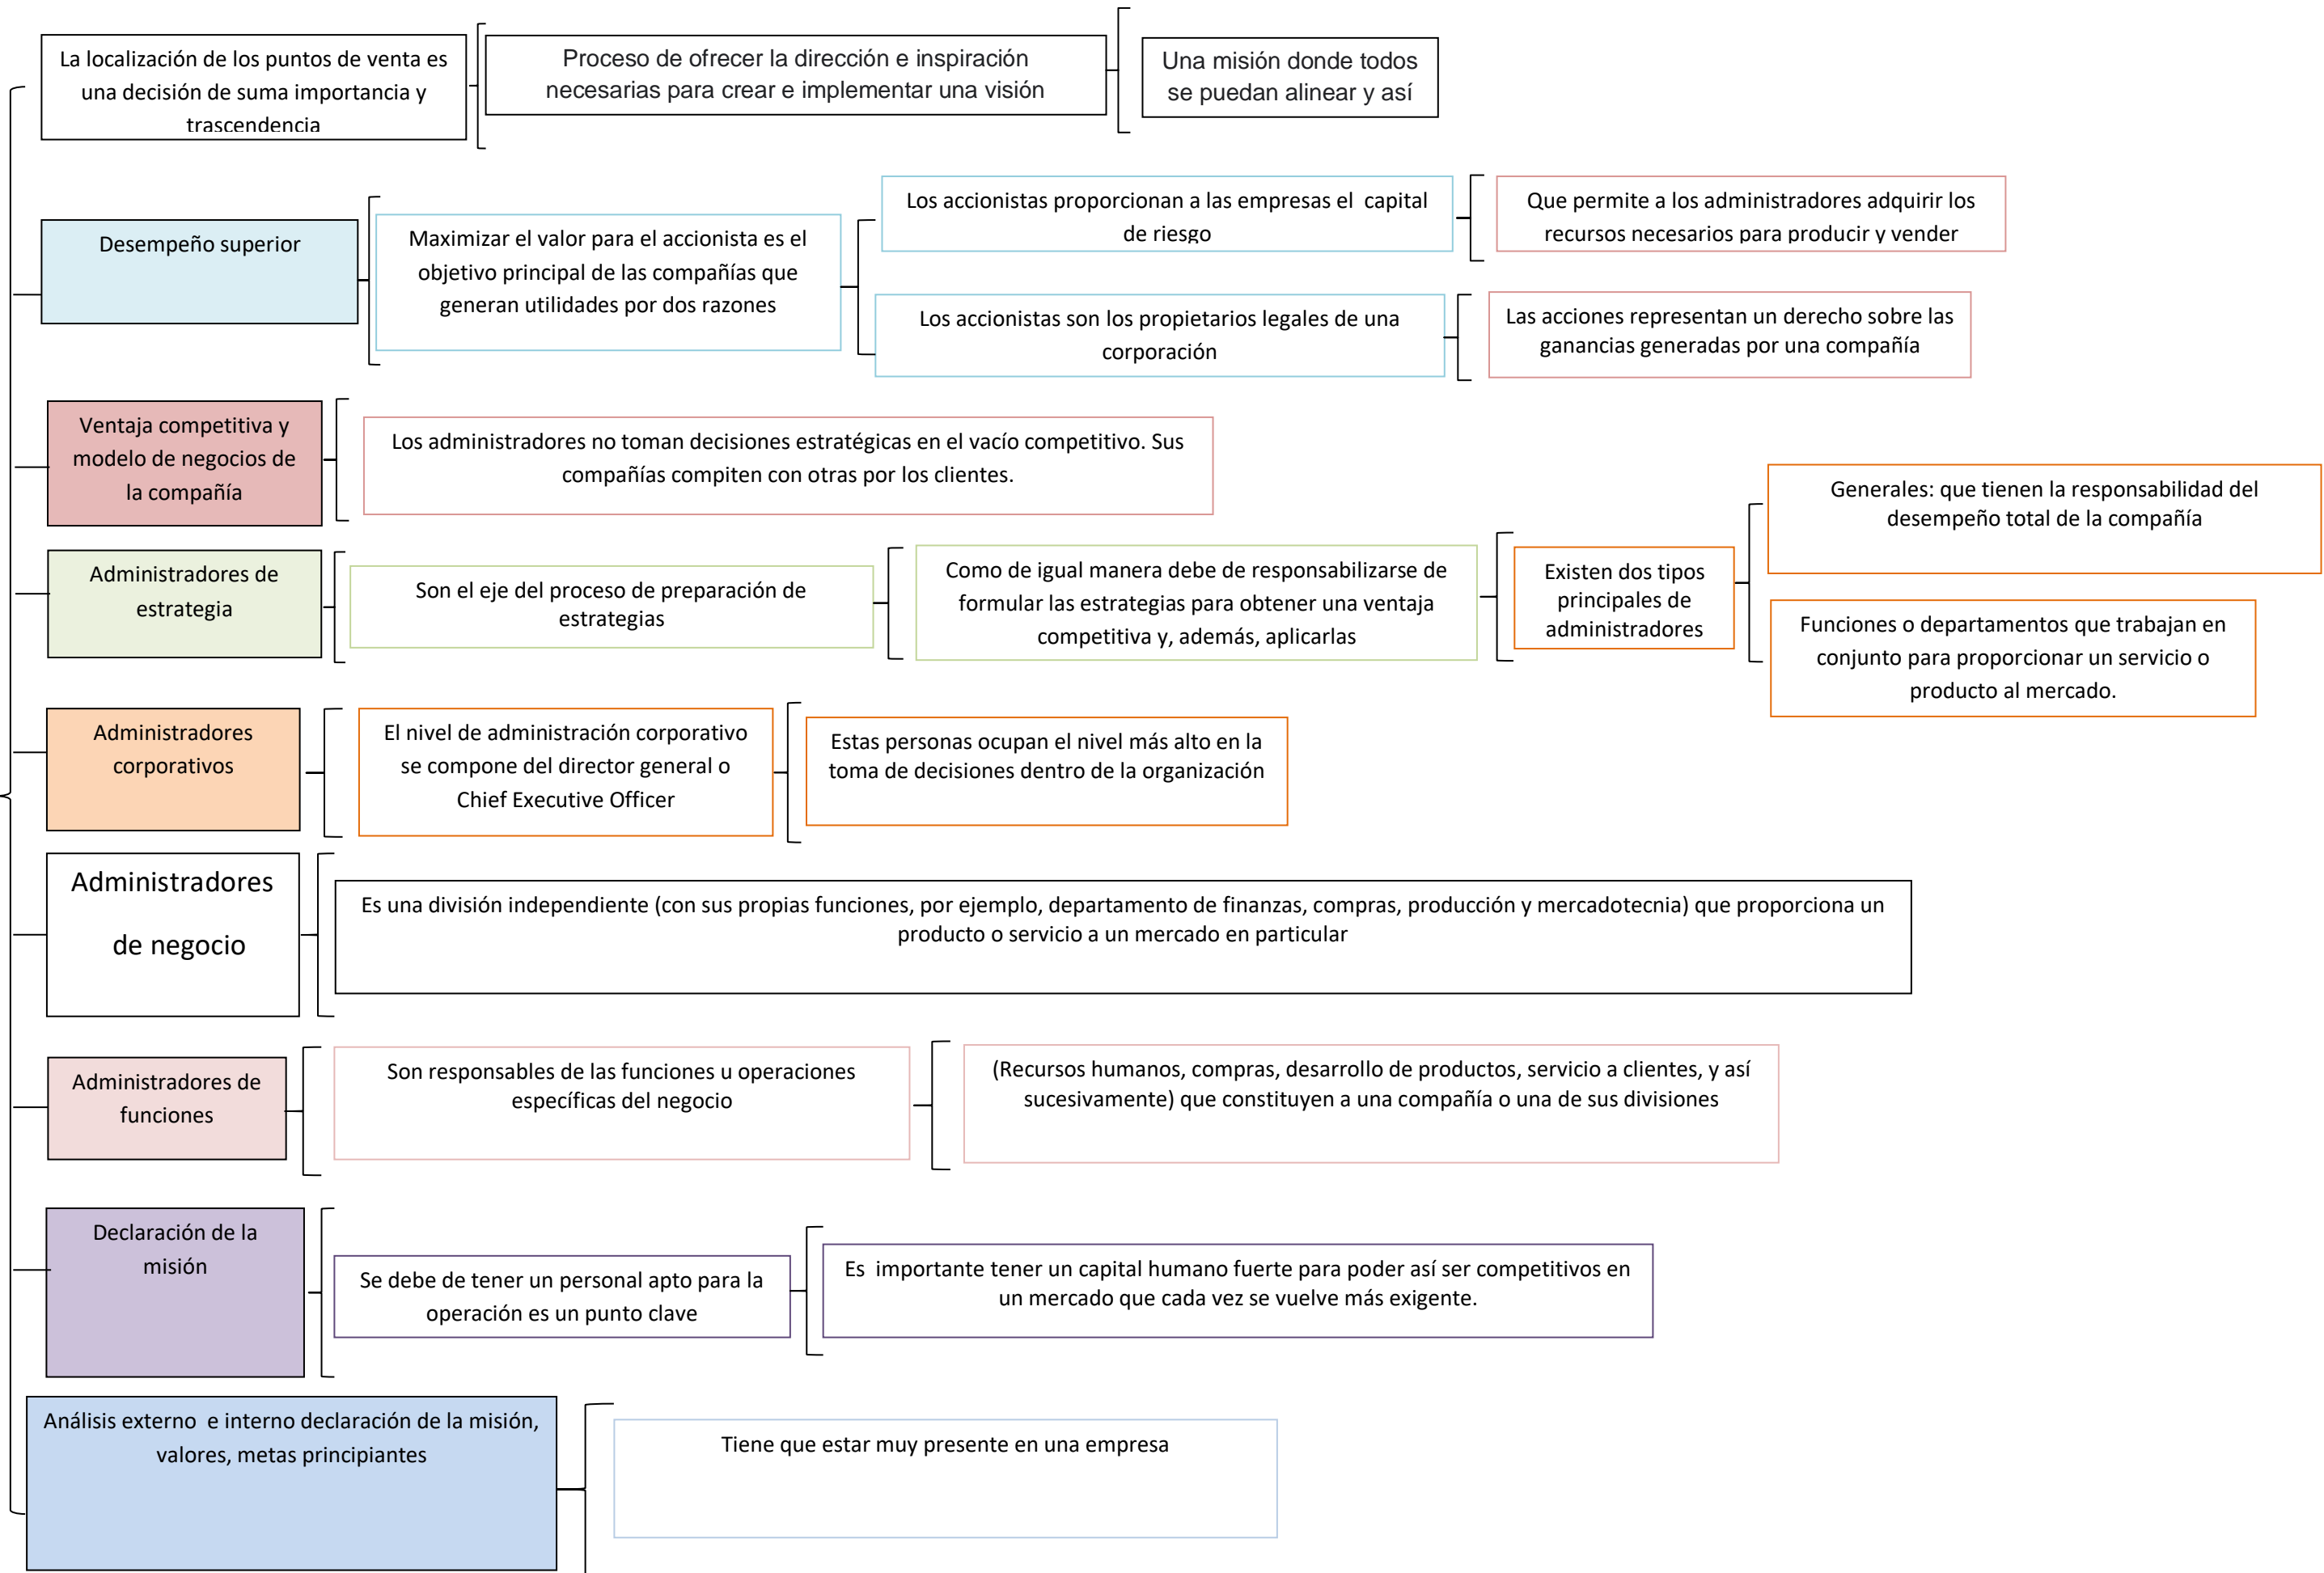 La localización de los puntos de venta es
una decisión de suma importancia y
trascendencia
Proceso de ofrecer la dirección e inspiración
necesarias para crear e implementar una visión
Una misión donde todos
se puedan alinear y así
Desempeño superior
Maximizar el valor para el accionista es el
objetivo principal de las compañías que
generan utilidades por dos razones
Los accionistas proporcionan a las empresas el  capital
de riesgo
Que permite a los administradores adquirir los
recursos necesarios para producir y vender
Los accionistas son los propietarios legales de una
corporación
Las acciones representan un derecho sobre las
ganancias generadas por una compañía
Ventaja competitiva y
modelo de negocios de
la compañía
Los administradores no toman decisiones estratégicas en el vacío competitivo. Sus
compañías compiten con otras por los clientes.
Administradores de
estrategia
Son el eje del proceso de preparación de
estrategias
Como de igual manera debe de responsabilizarse de
formular las estrategias para obtener una ventaja
competitiva y, además, aplicarlas
Existen dos tipos
principales de
administradores
Generales: que tienen la responsabilidad del
desempeño total de la compañía
Funciones o departamentos que trabajan en
conjunto para proporcionar un servicio o
producto al mercado.
Administradores
corporativos
El nivel de administración corporativo
se compone del director general o
Chief Executive Officer
Estas personas ocupan el nivel más alto en la
toma de decisiones dentro de la organización
Administradores
de negocio
Es una división independiente (con sus propias funciones, por ejemplo, departamento de finanzas, compras, producción y mercadotecnia) que proporciona un
producto o servicio a un mercado en particular
Administradores de
funciones
Son responsables de las funciones u operaciones
específicas del negocio
(Recursos humanos, compras, desarrollo de productos, servicio a clientes, y así
sucesivamente) que constituyen a una compañía o una de sus divisiones
Declaración de la
misión
Se debe de tener un personal apto para la
operación es un punto clave
Es  importante tener un capital humano fuerte para poder así ser competitivos en
un mercado que cada vez se vuelve más exigente.
Análisis externo  e interno declaración de la misión,
valores, metas principiantes
Tiene que estar muy presente en una empresa